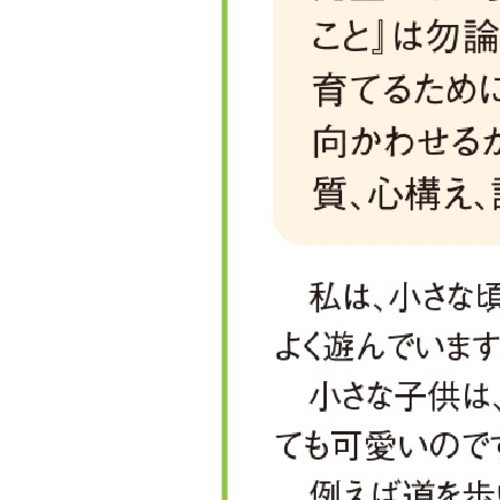 こと』は勿論
育てるために
向かわせるか
質、心構え、
私は、小さな頃
よく遊んでいます
小さな子供は、
ても可愛いのです
例えば道を歩